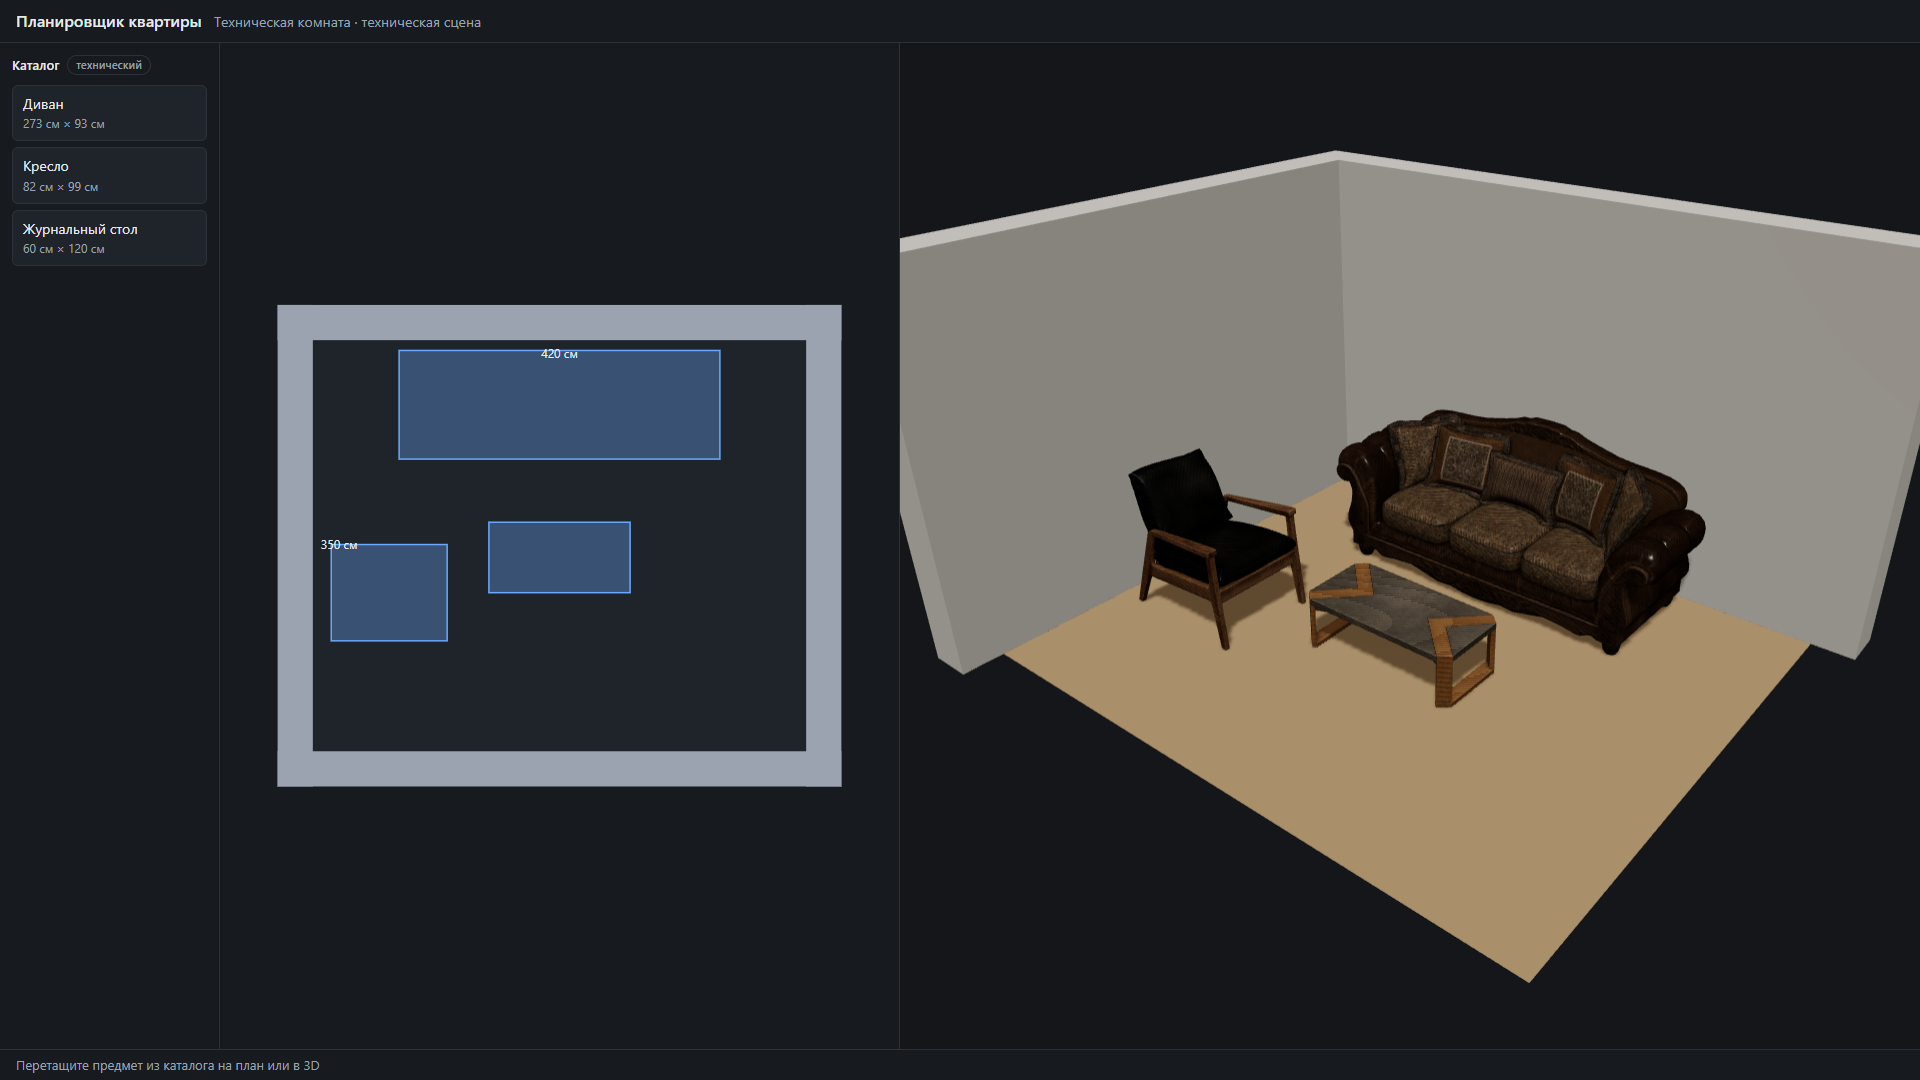 Планировщик квартиры Техническая комната · техническая сцена
Каталог технический
Диван
273 см × 93 см
Кресло
82 см × 99 см
Журнальный стол
60 см × 120 см
420 см
350 см
Перетащите предмет из каталога на план или в 3D